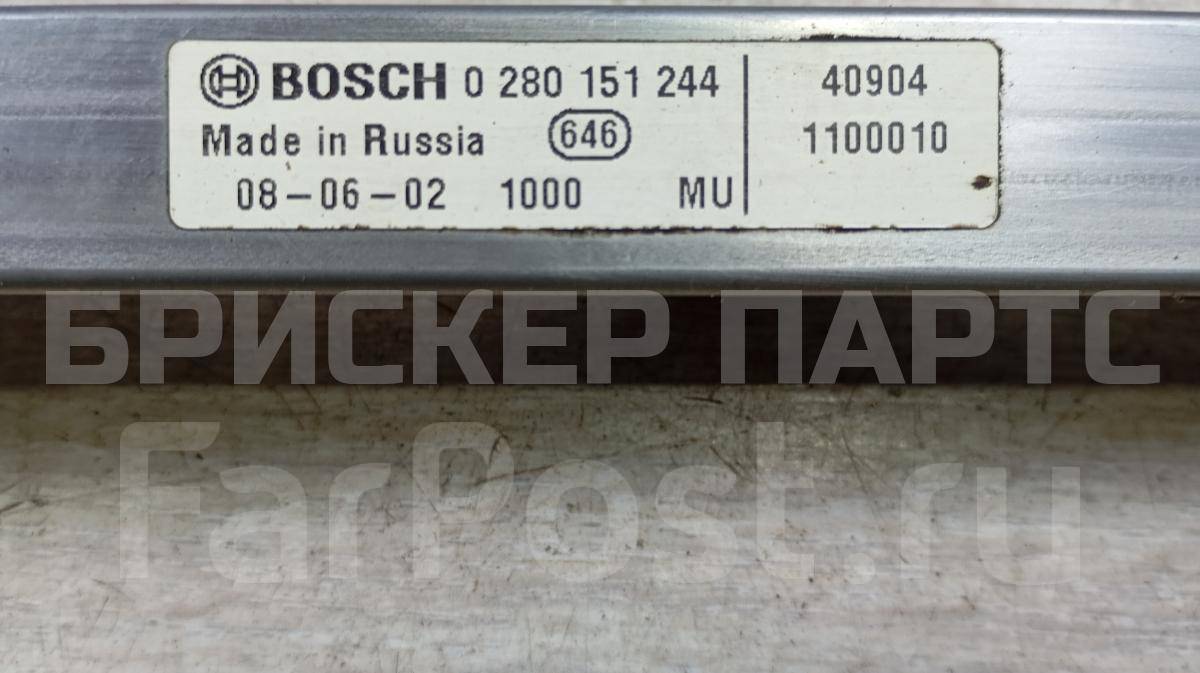 BOSCH 0 280 151 244
Made in Russia 646
08-06-02 1000 MU
40904
1100010
БРИСКЕР ПАРТС
FarPost.ru